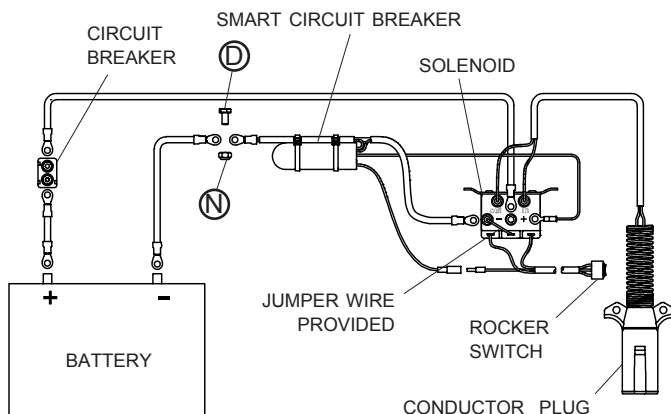 SMART CIRCUIT BREAKER
CIRCUIT
BREAKER
D
SOLENOID
N
- +
+ -
JUMPER WIRE
PROVIDED
ROCKER
SWITCH
BATTERY
CONDUCTOR PLUG